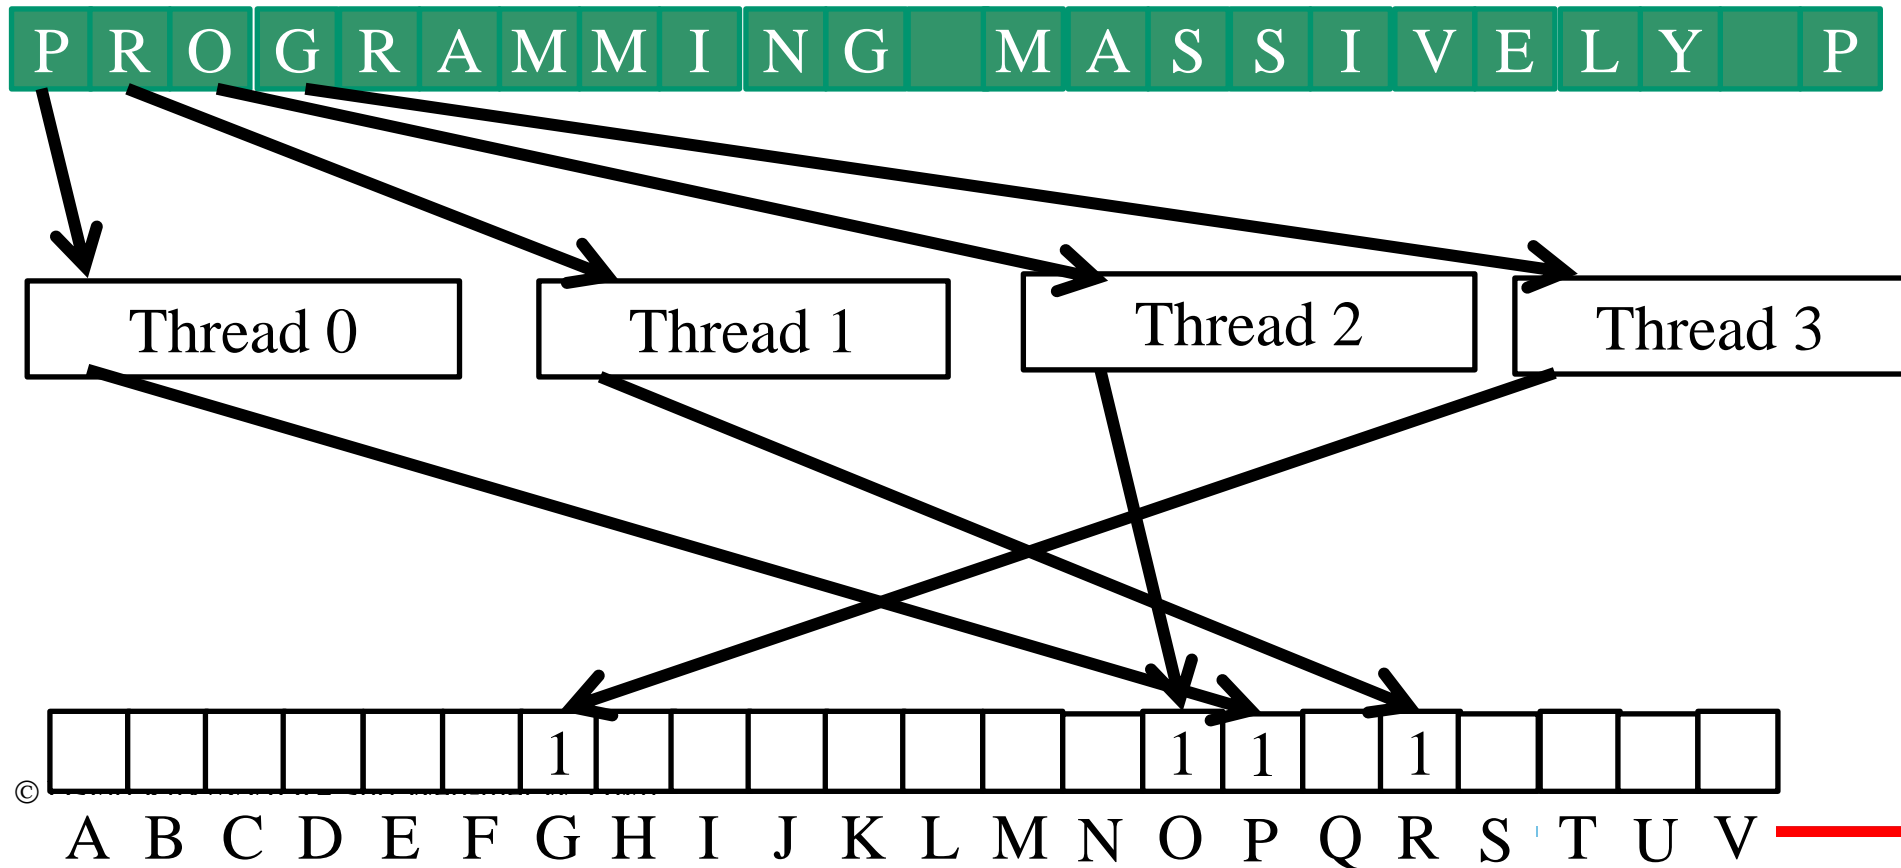 P R O G R A M M I N G M A S S I V E L Y P
Thread 0 Thread 1 Thread 2 Thread 3
1 1 1 1
©
A B C D E F G H I J K L M N O P Q R S T U V